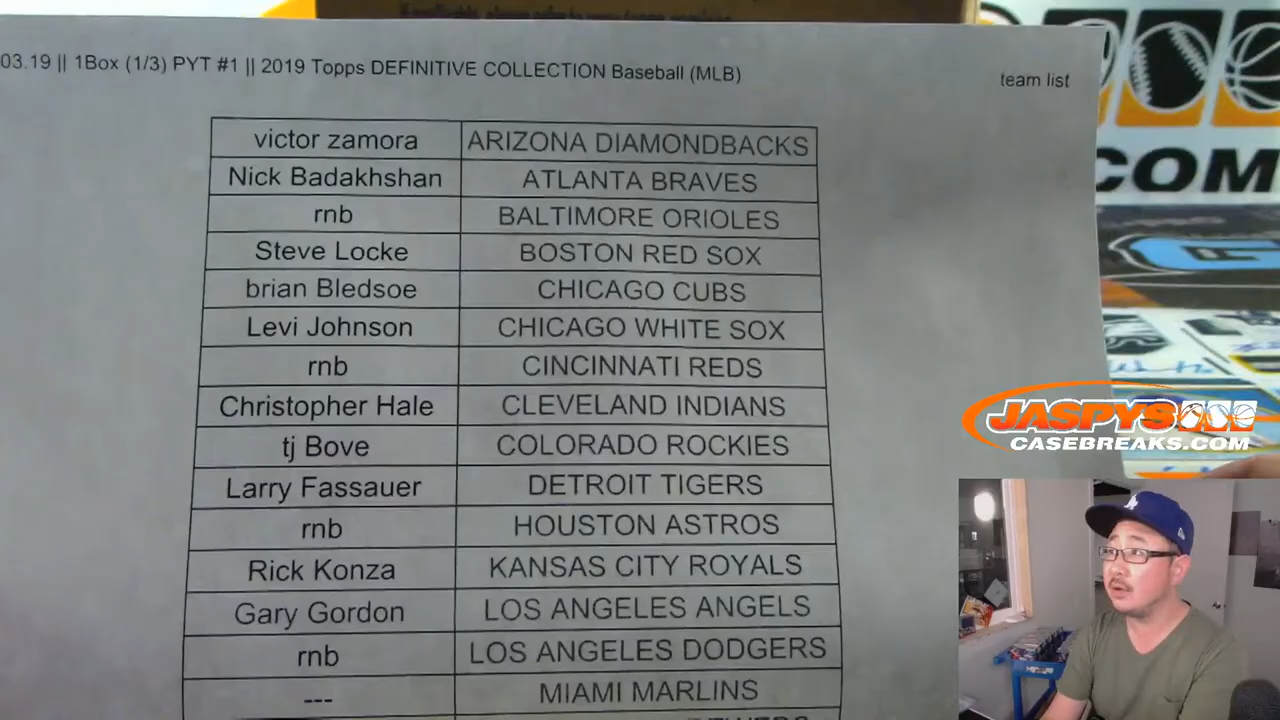 03.19 || 1Box (1/3) PYT #1 || 2019 Topps DEFINITIVE COLLECTION Baseball (MLB)
team list
victor zamora ARIZONA DIAMONDBACKS
Nick Badakhshan ATLANTA BRAVES
rnb BALTIMORE ORIOLES
Steve Locke BOSTON RED SOX
brian Bledsoe CHICAGO CUBS
Levi Johnson CHICAGO WHITE SOX
rnb CINCINNATI REDS
Christopher Hale CLEVELAND INDIANS
tj Bove COLORADO ROCKIES
Larry Fassauer DETROIT TIGERS
rnb HOUSTON ASTROS
Rick Konza KANSAS CITY ROYALS
Gary Gordon LOS ANGELES ANGELS
rnb LOS ANGELES DODGERS
--- MIAMI MARLINS
COM
JASPYS
CASEBREAKS.COM
LA